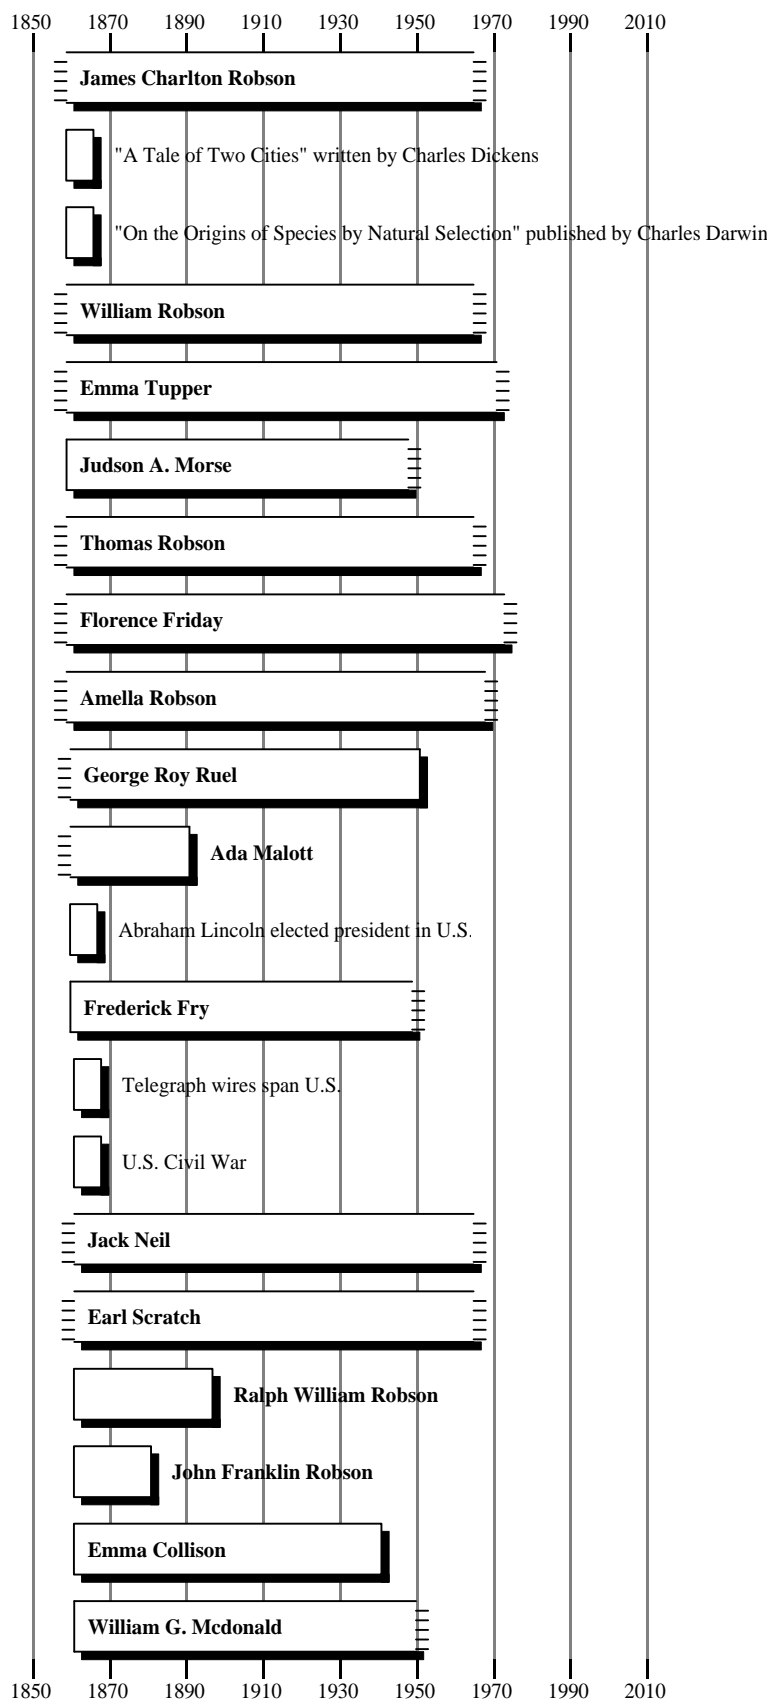 1850 1870 1890 1910 1930 1950 1970 1990 2010
James Charlton Robson
"A Tale of Two Cities" written by Charles Dickens
"On the Origins of Species by Natural Selection" published by Charles Darwin
William Robson
Emma Tupper
Judson A. Morse
Thomas Robson
Florence Friday
Amella Robson
George Roy Ruel
Ada Malott
Abraham Lincoln elected president in U.S.
Frederick Fry
Telegraph wires span U.S.
U.S. Civil War
Jack Neil
Earl Scratch
Ralph William Robson
John Franklin Robson
Emma Collison
William G. Mcdonald
1850 1870 1890 1910 1930 1950 1970 1990 2010